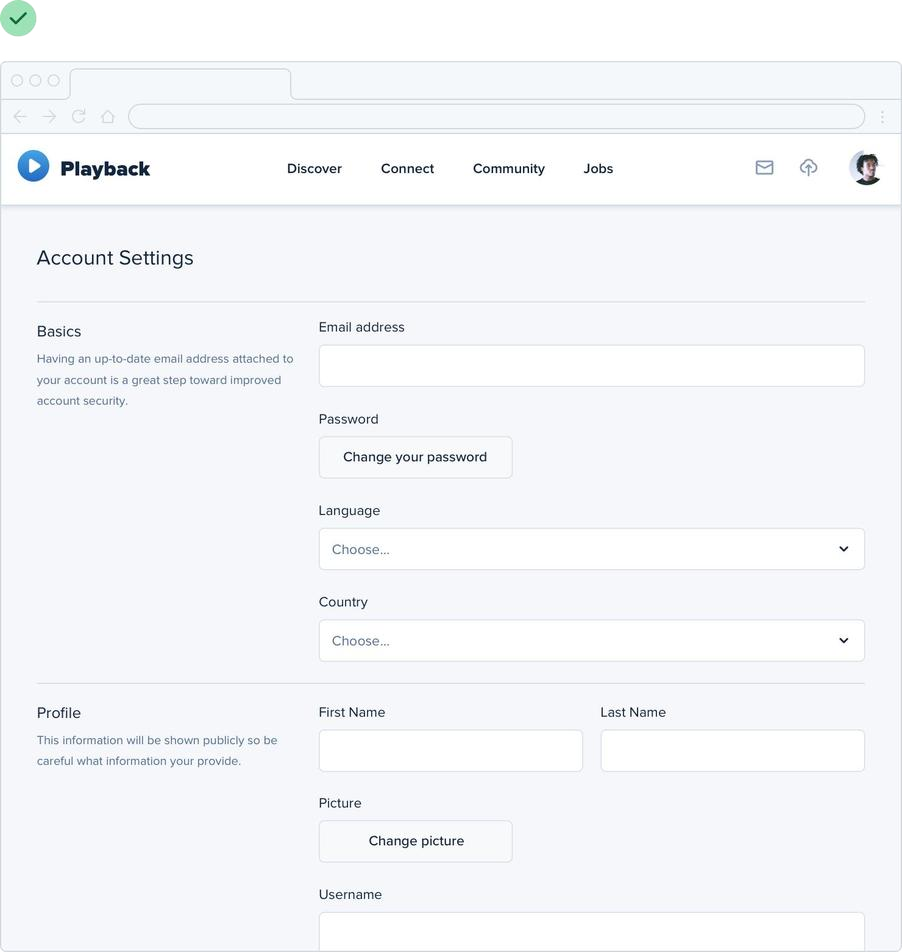 Playback
Discover Connect Community Jobs
Account Settings
Basics
Having an up-to-date email address attached to
your account is a great step toward improved
account security.
Email address
Password
Change your password
Language
Choose...
Country
Choose...
Profile
This information will be shown publicly so be
careful what information your provide.
First Name Last Name
Picture
Change picture
Username